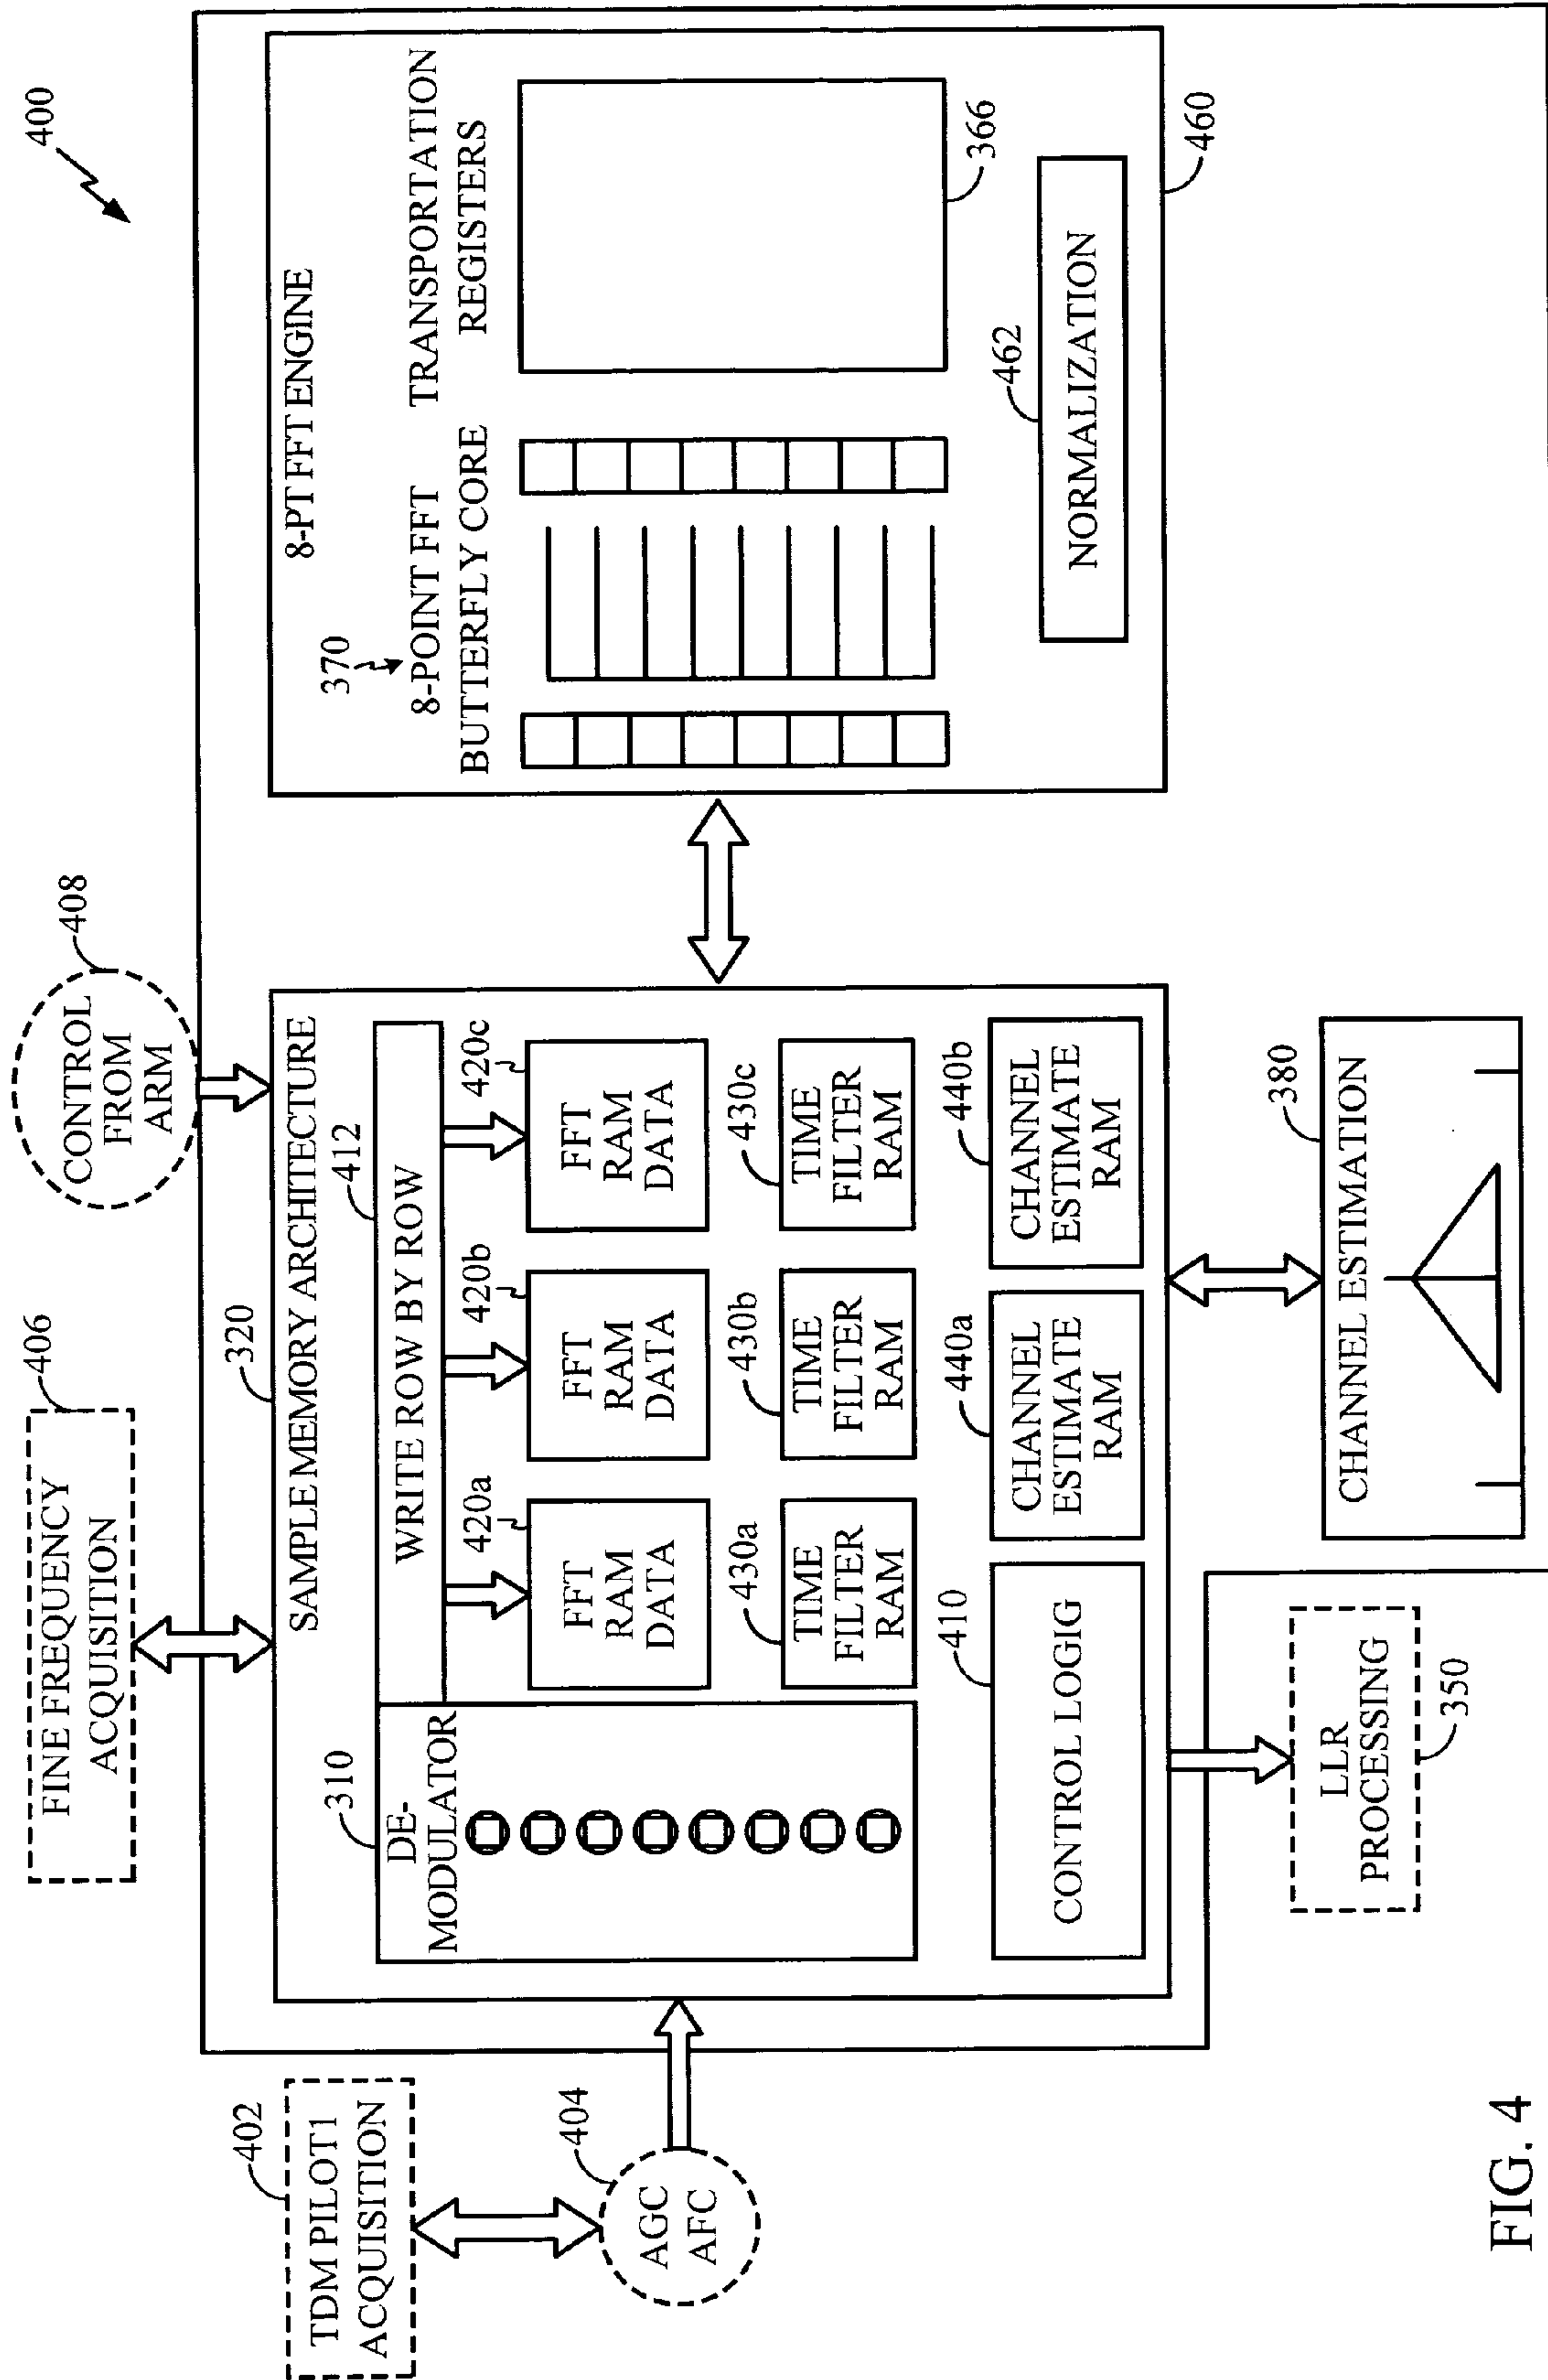 400
402
TDM PILOT1
ACQUISITION
404
AGC
AFC
FINE FREQUENCY
ACQUISITION
406
CONTROL
FROM
ARM
408
320
SAMPLE MEMORY ARCHITECTURE
310
DE-
MODULATOR
WRITE ROW BY ROW
412
420a
FFT
RAM
DATA
420b
FFT
RAM
DATA
420c
FFT
RAM
DATA
430a
TIME
FILTER
RAM
430b
TIME
FILTER
RAM
430c
TIME
FILTER
RAM
410
CONTROL LOGIG
440a
CHANNEL
ESTIMATE
RAM
440b
CHANNEL
ESTIMATE
RAM
8-PT FFT ENGINE
370
8-POINT FFT
BUTTERFLY CORE
TRANSPORTATION
REGISTERS
366
462
NORMALIZATION
460
LLR
PROCESSING
350
380
CHANNEL ESTIMATION
FIG. 4